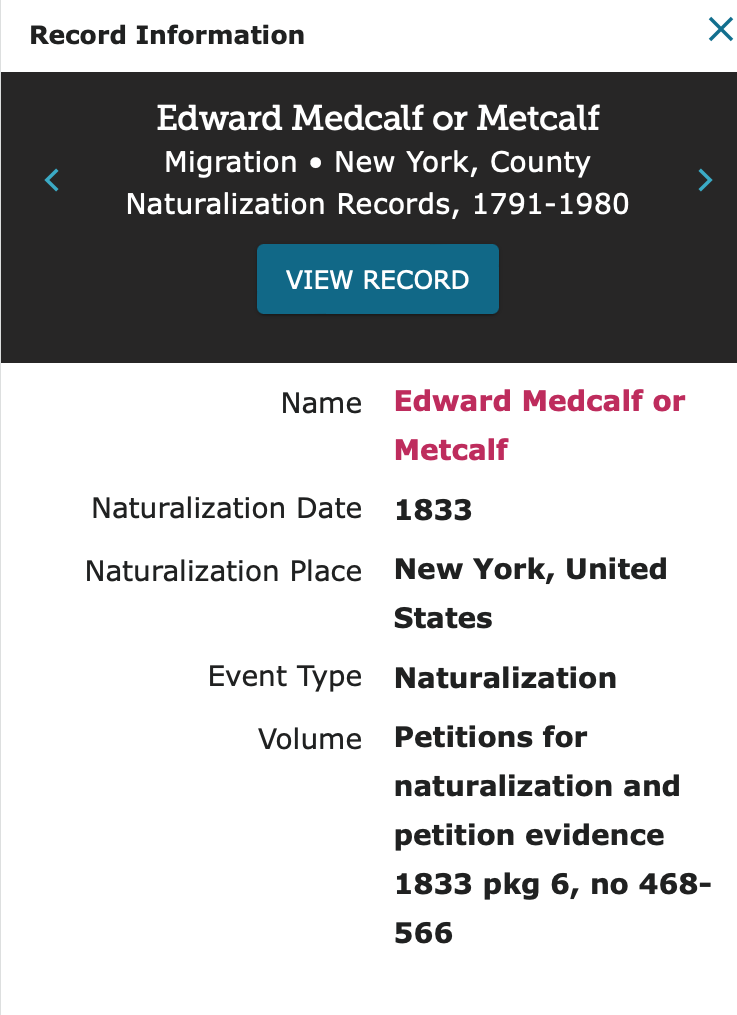 Record Information
Edward Medcalf or Metcalf
Migration • New York, County
Naturalization Records, 1791-1980
VIEW RECORD
Name Edward Medcalf or
Metcalf
Naturalization Date 1833
Naturalization Place New York, United
States
Event Type Naturalization
Volume Petitions for
naturalization and
petition evidence
1833 pkg 6, no 468-
566